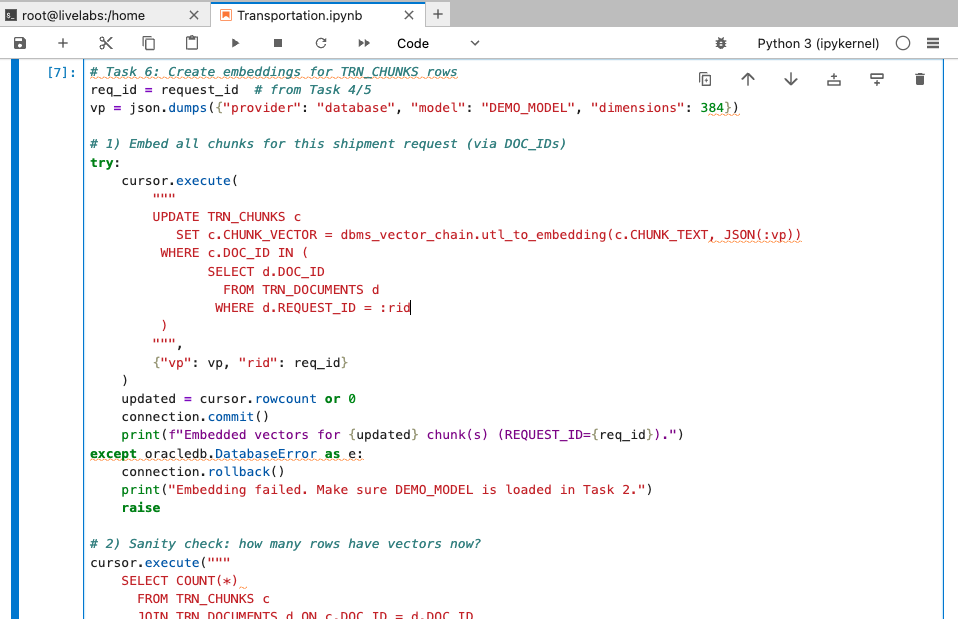 root@livelabs:/home
Transportation.ipynb
Code
Python 3 (ipykernel)
[7]:
# Task 6: Create embeddings for TRN_CHUNKS rows
req_id = request_id  # from Task 4/5
vp = json.dumps({"provider": "database", "model": "DEMO_MODEL", "dimensions": 384})

# 1) Embed all chunks for this shipment request (via DOC_IDs)
try:
    cursor.execute(
        """
        UPDATE TRN_CHUNKS c
           SET c.CHUNK_VECTOR = dbms_vector_chain.utl_to_embedding(c.CHUNK_TEXT, JSON(:vp))
         WHERE c.DOC_ID IN (
               SELECT d.DOC_ID
                 FROM TRN_DOCUMENTS d
                WHERE d.REQUEST_ID = :rid
         )
        """,
        {"vp": vp, "rid": req_id}
    )
    updated = cursor.rowcount or 0
    connection.commit()
    print(f"Embedded vectors for {updated} chunk(s) (REQUEST_ID={req_id}).")
except oracledb.DatabaseError as e:
    connection.rollback()
    print("Embedding failed. Make sure DEMO_MODEL is loaded in Task 2.")
    raise

# 2) Sanity check: how many rows have vectors now?
cursor.execute("""
    SELECT COUNT(*)
      FROM TRN_CHUNKS c
      JOIN TRN_DOCUMENTS d ON c.DOC_ID = d.DOC_ID